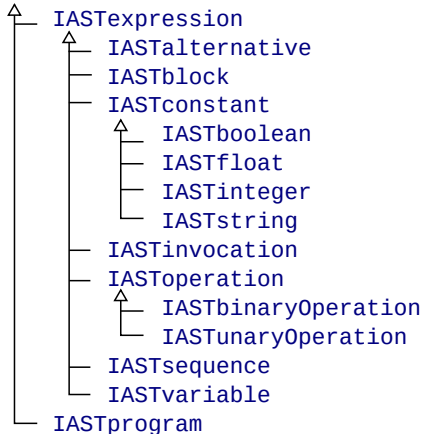 IASTexpression
IASTalternative
IASTblock
IASTconstant
IASTboolean
IASTfloat
IASTinteger
IASTstring
IASTinvocation
IASToperation
IASTbinaryOperation
IASTunaryOperation
IASTsequence
IASTvariable
IASTprogram